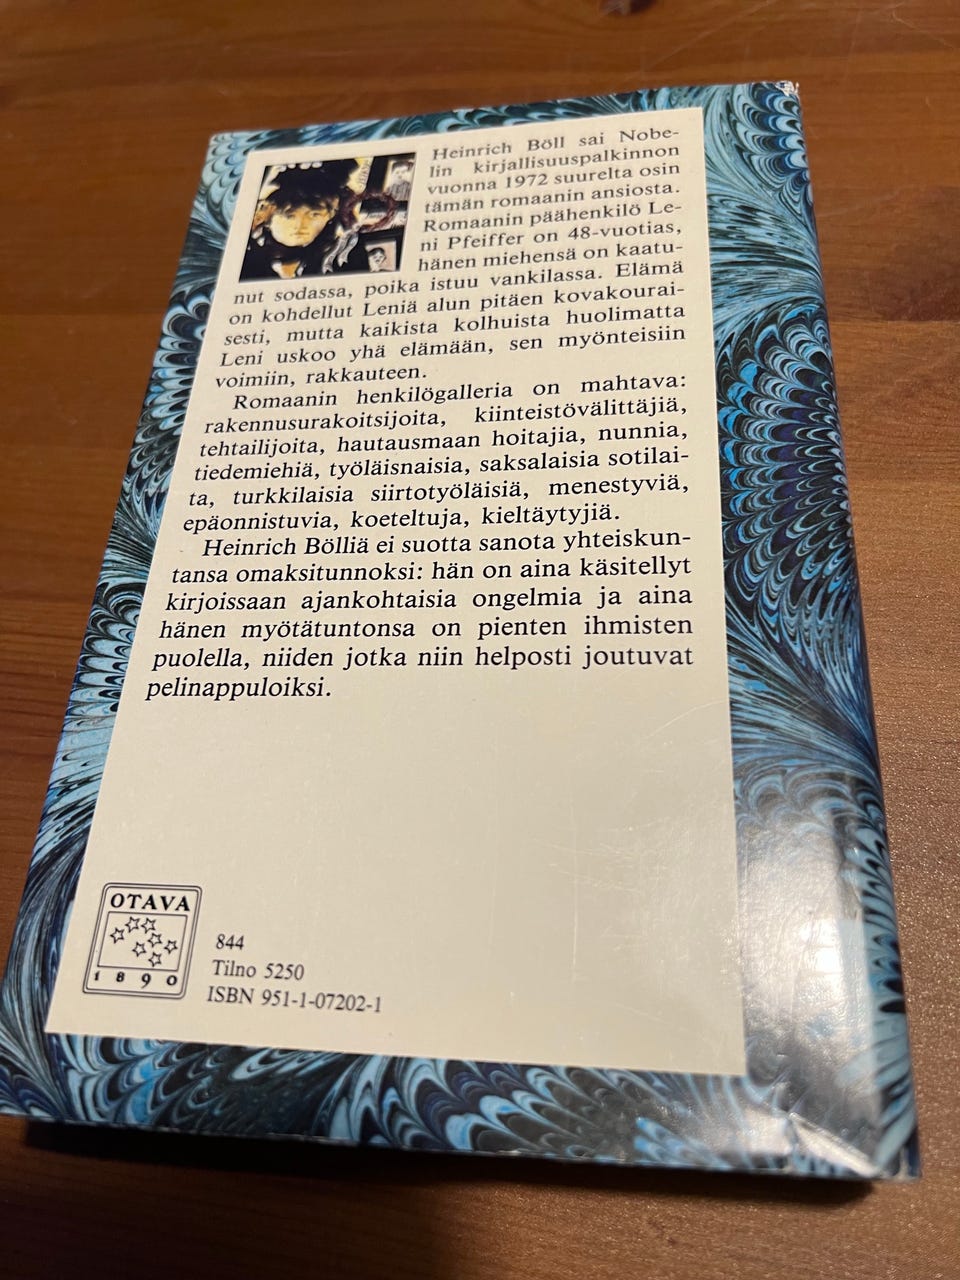 Heinrich Böll sai Nobe-
lin kirjallisuuspalkinnon
vuonna 1972 suurelta osin
tämän romaanin ansiosta.
Romaanin päähenkilö Le-
ni Pfeiffer on 48-vuotias,
hänen miehensä on kaatu-
nut sodassa, poika istuu vankilassa. Elämä
on kohdellut Leniä alun pitäen kovakourai-
sesti, mutta kaikista kolhuista huolimatta
Leni uskoo yhä elämään, sen myönteisiin
voimiin, rakkauteen.
Romaanin henkilögalleria on mahtava:
rakennusurakoitsijoita, kiinteistövälittäjiä,
tehtailijoita, hautausmaan hoitajia, nunnia,
tiedemiehiä, työläisnaisia, saksalaisia sotilai-
ta, turkkilaisia siirtotyöläisiä, menestyviä,
epäonnistuvia, koeteltuja, kieltäytyjiä.
Heinrich Bölliä ei suotta sanota yhteiskun-
tansa omaksitunnoksi: hän on aina käsitellyt
kirjoissaan ajankohtaisia ongelmia ja aina
hänen myötätuntonsa on pienten ihmisten
puolella, niiden jotka niin helposti joutuvat
pelinappuloiksi.
OTAVA
1890
844
Tilno 5250
ISBN 951-1-07202-1